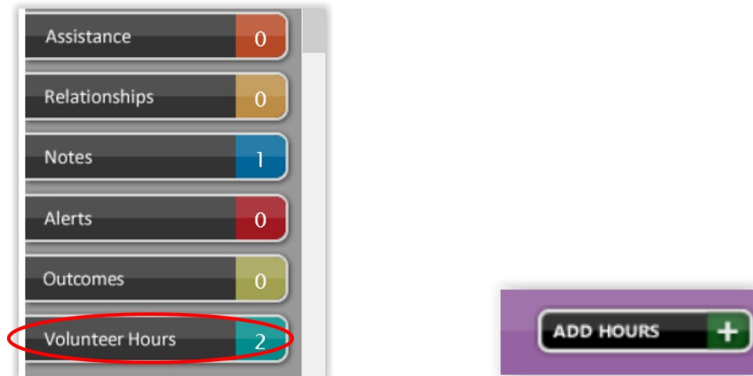 Assistance 0
Relationships 0
Notes 1
Alerts 0
Outcomes 0
Volunteer Hours 2
ADD HOURS +